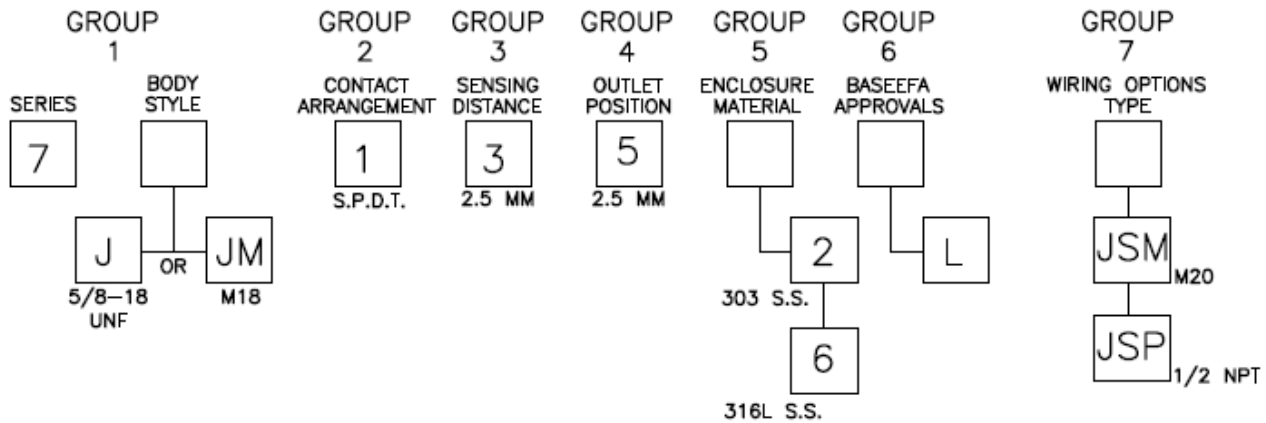 GROUP 1
GROUP 2
GROUP 3
GROUP 4
GROUP 5
GROUP 6
GROUP 7
SERIES
BODY STYLE
CONTACT ARRANGEMENT
SENSING DISTANCE
OUTLET POSITION
ENCLOSURE MATERIAL
BASEEFA APPROVALS
WIRING OPTIONS TYPE
7
1
3
5
S.P.D.T.
2.5 MM
2.5 MM
J
OR
JM
2
L
JSM
5/8-18 UNF
M18
303 S.S.
M20
6
JSP
316L S.S.
1/2 NPT